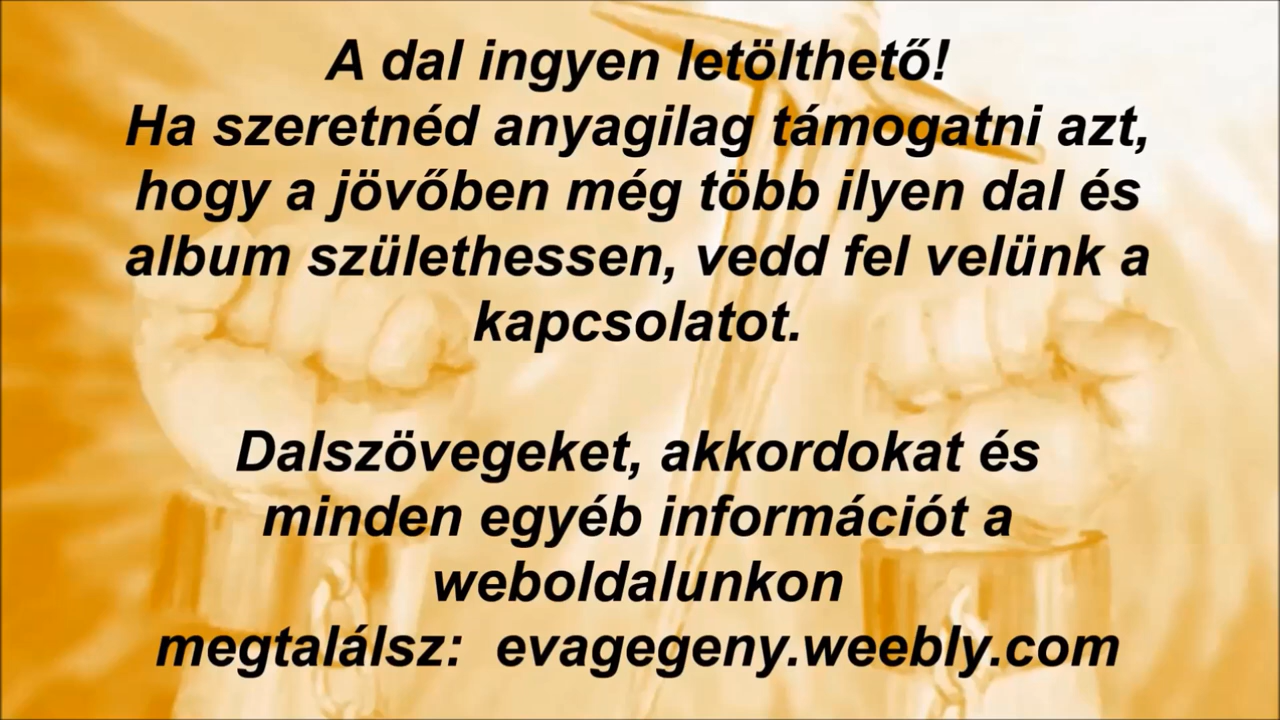 A dal ingyen letölthető!
Ha szeretnéd anyagilag támogatni azt,
hogy a jövőben még több ilyen dal és
album születhessen, vedd fel velünk a
kapcsolatot.
Dalszövegeket, akkordokat és
minden egyéb információt a
weboldalunkon
megtalálsz:  evagegeny.weebly.com